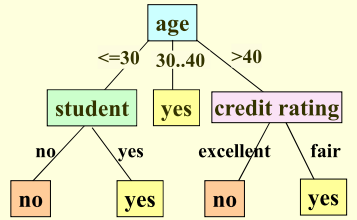 age
<=30
30..40
>40
student
yes
credit rating
no
yes
excellent
fair
no
yes
no
yes